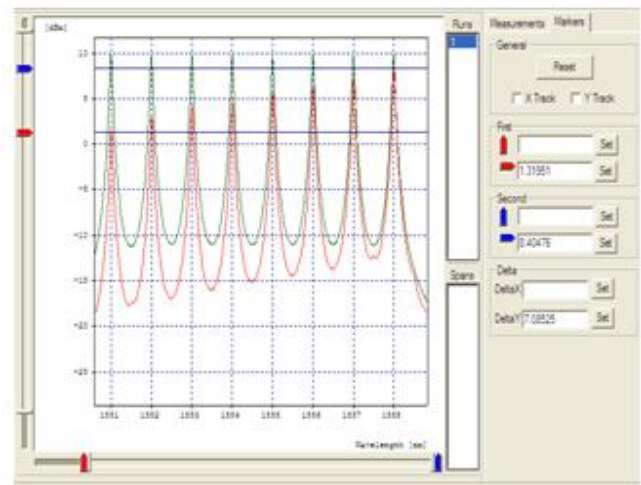 [dBm]
Runs
Measurements
Markers
General
Reset
X Track
Y Track
First
Set
1.31951
Set
Second
Set
8.40476
Set
Spans
Delta
DeltaX
Set
DeltaY
7.08525
Set
10
5
0
-5
-10
-15
-20
-25
1551 1552 1553 1554 1555 1556 1557 1558
Wavelength [nm]